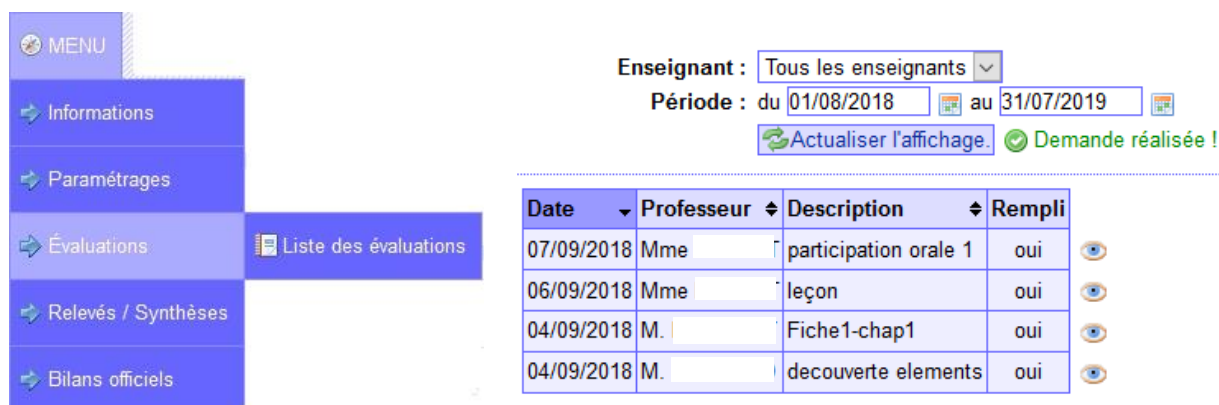 MENU
Informations
Paramétrages
Évaluations
Liste des évaluations
Relevés / Synthèses
Bilans officiels
Enseignant : Tous les enseignants
Période : du 01/08/2018 au 31/07/2019
Actualiser l'affichage. Demande réalisée !
Date Professeur Description Rempli
07/09/2018 Mme participation orale 1 oui
06/09/2018 Mme leçon oui
04/09/2018 M. Fiche1-chap1 oui
04/09/2018 M. decouverte elements oui